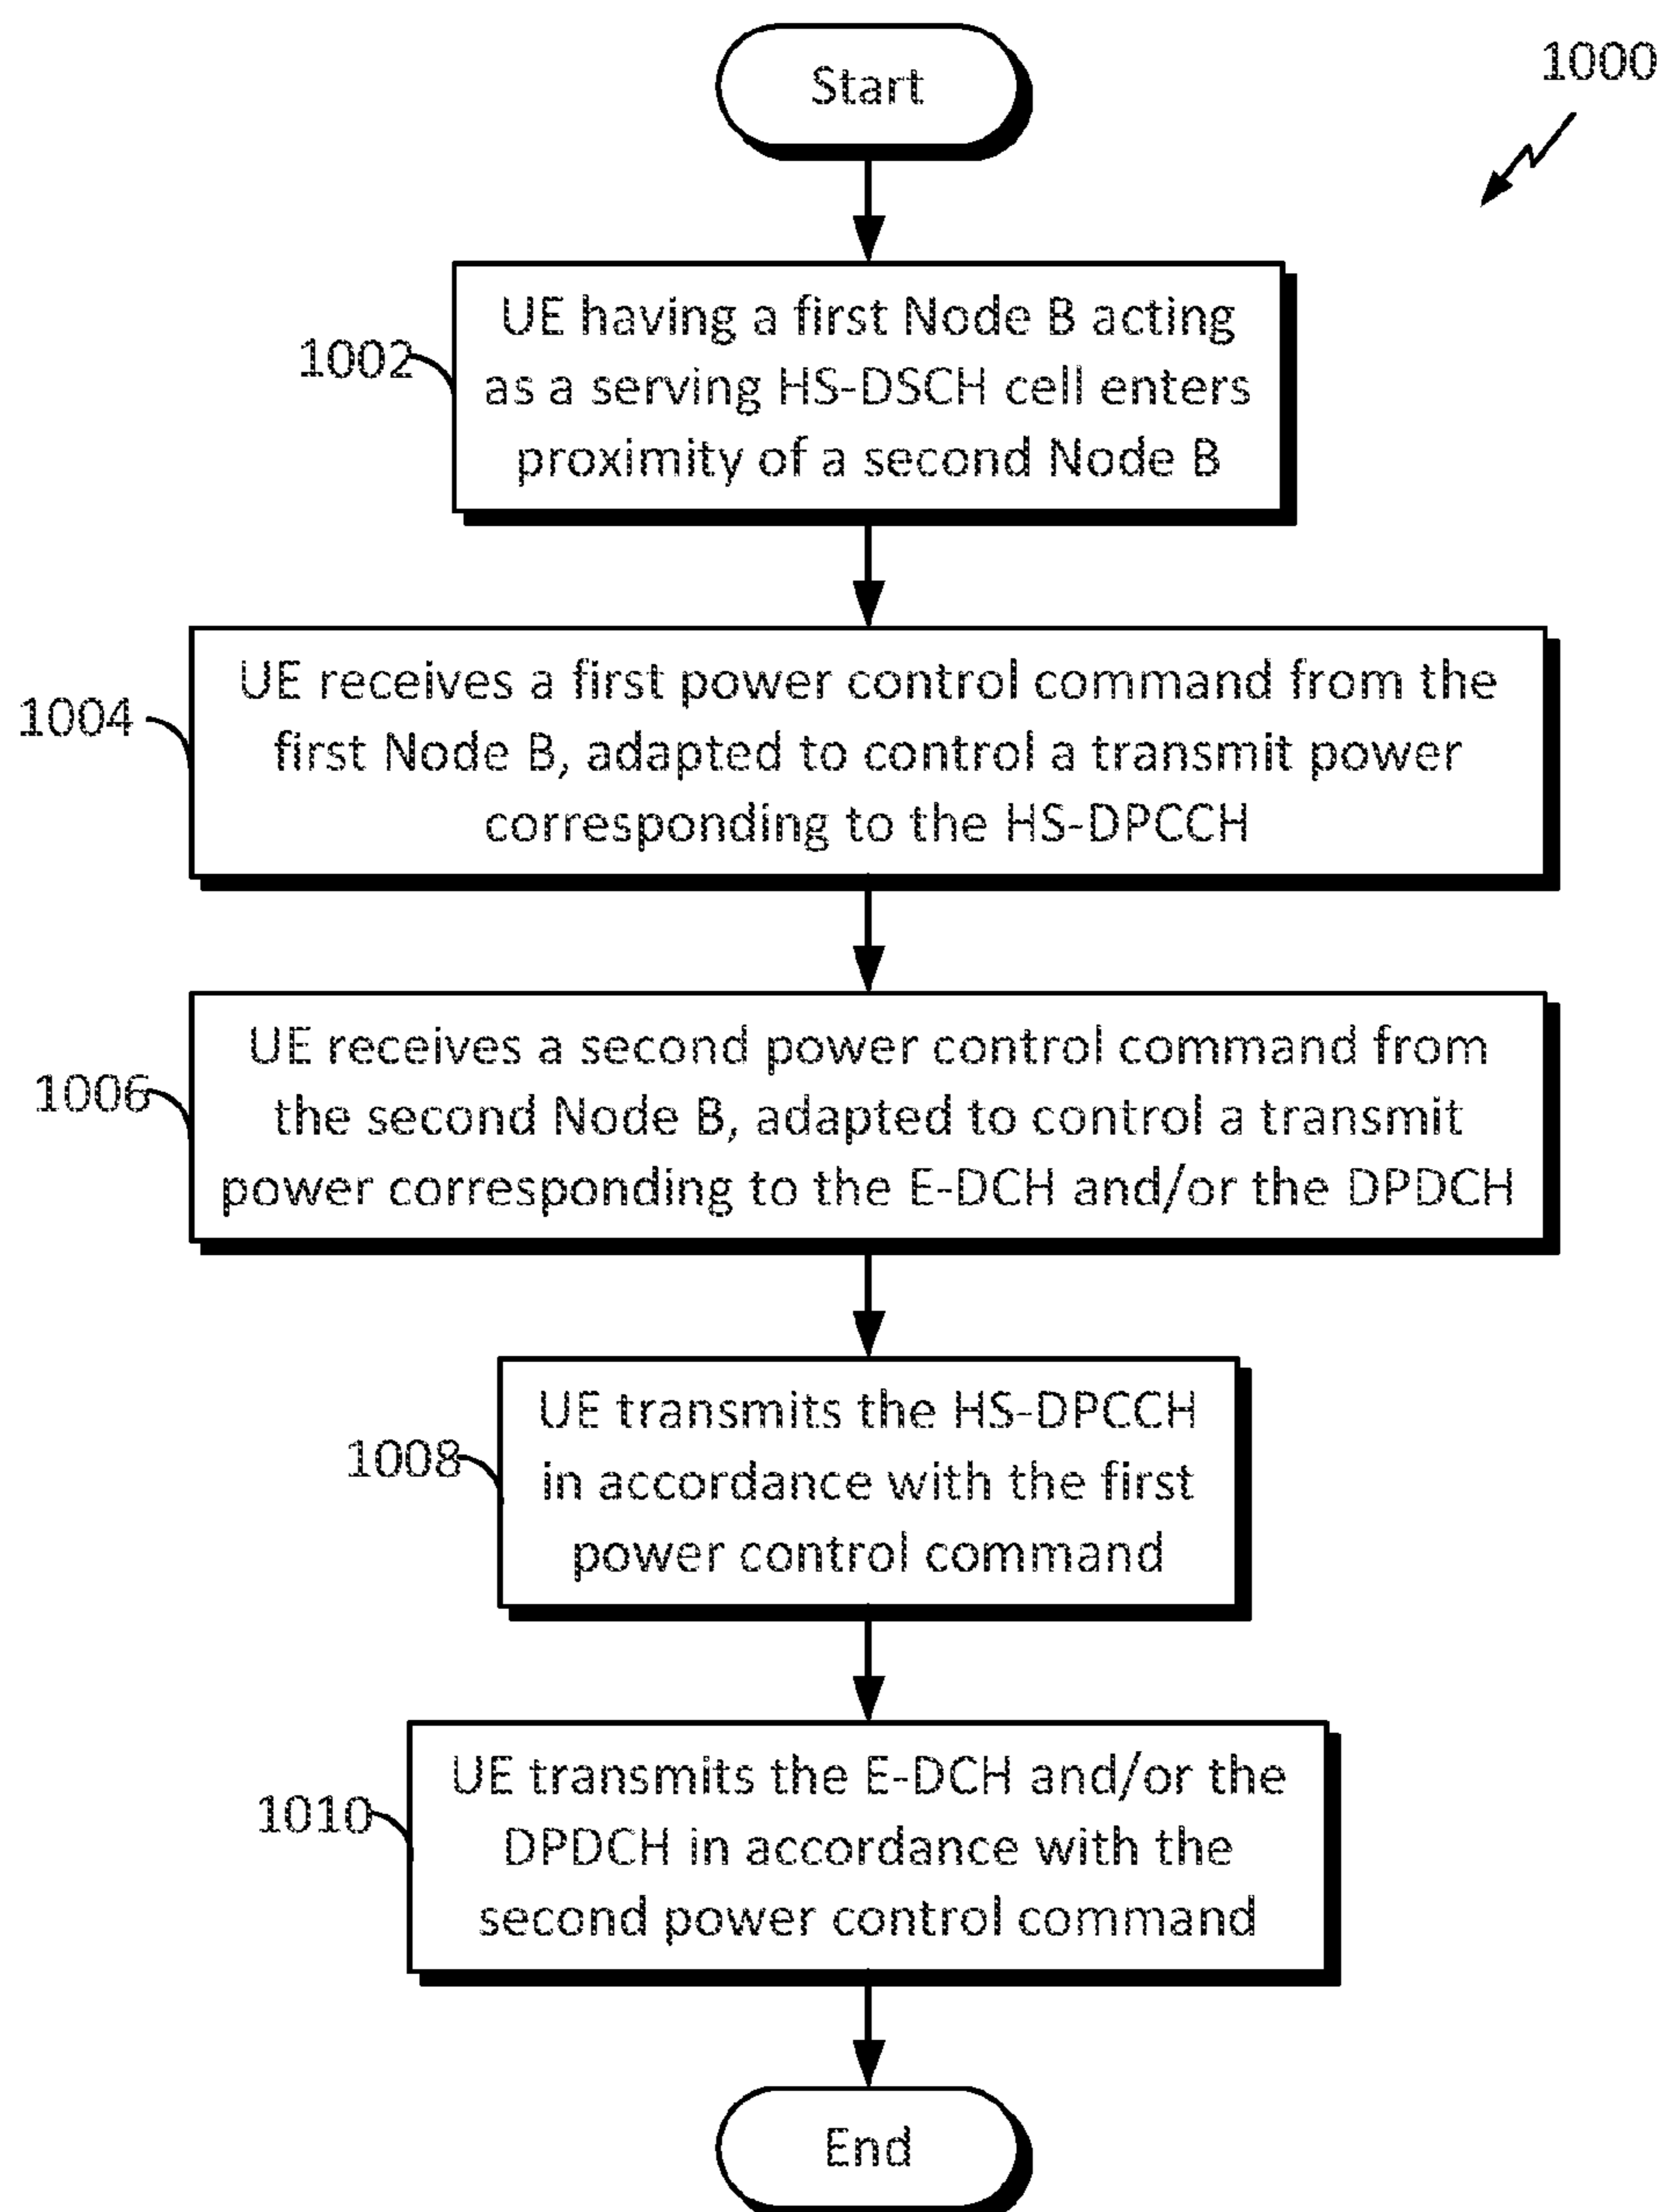 Start
1000
UE having a first Node B acting
as a serving HS-DSCH cell enters
proximity of a second Node B
1002
UE receives a first power control command from the
first Node B, adapted to control a transmit power
corresponding to the HS-DPCCH
1004
UE receives a second power control command from
the second Node B, adapted to control a transmit
power corresponding to the E-DCH and/or the DPDCH
1006
UE transmits the HS-DPCCH
in accordance with the first
power control command
1008
UE transmits the E-DCH and/or the
DPDCH in accordance with the
second power control command
1010
End